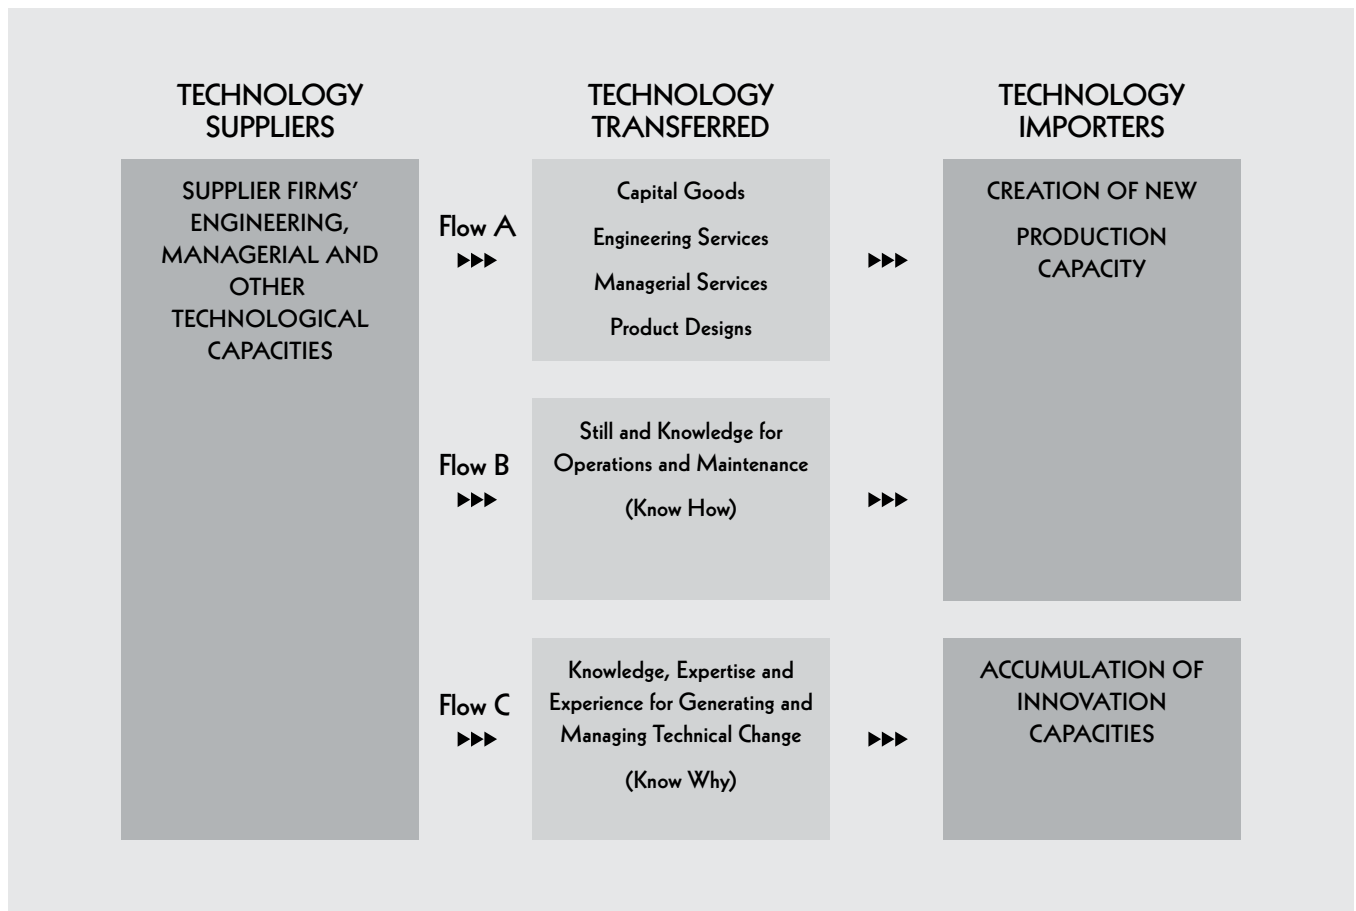 TECHNOLOGY
SUPPLIERS
TECHNOLOGY
TRANSFERRED
TECHNOLOGY
IMPORTERS
SUPPLIER FIRMS’
ENGINEERING,
MANAGERIAL AND
OTHER
TECHNOLOGICAL
CAPACITIES
Flow A
Capital Goods
Engineering Services
Managerial Services
Product Designs
CREATION OF NEW
PRODUCTION
CAPACITY
Flow B
Still and Knowledge for
Operations and Maintenance
(Know How)
Flow C
Knowledge, Expertise and
Experience for Generating and
Managing Technical Change
(Know Why)
ACCUMULATION OF
INNOVATION
CAPACITIES